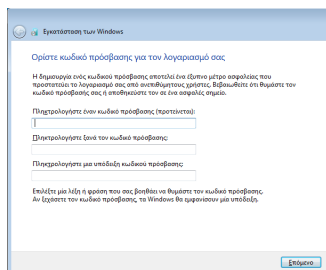 Εγκατάσταση των Windows
Ορίστε κωδικό πρόσβασης για τον λογαριασμό σας
Η δημιουργία ενός κωδικού πρόσβασης αποτελεί ένα έξυπνο μέτρο ασφαλείας που
προστατεύει το λογαριασμό σας από ανεπιθύμητους χρήστες. Βεβαιωθείτε ότι θυμάστε τον
κωδικό πρόσβασής σας ή αποθηκεύστε τον σε ένα ασφαλές σημείο.
Πληκτρολογήστε έναν κωδικό πρόσβασης (προτείνεται):
Πληκτρολογήστε ξανά τον κωδικό πρόσβασης:
Πληκτρολογήστε μια υπόδειξη κωδικού πρόσβασης:
Επιλέξτε μία λέξη ή φράση που σας βοηθάει να θυμάστε τον κωδικό πρόσβασης.
Αν ξεχάσετε τον κωδικό πρόσβασης, τα Windows θα εμφανίσουν μία υπόδειξη.
Επόμενο